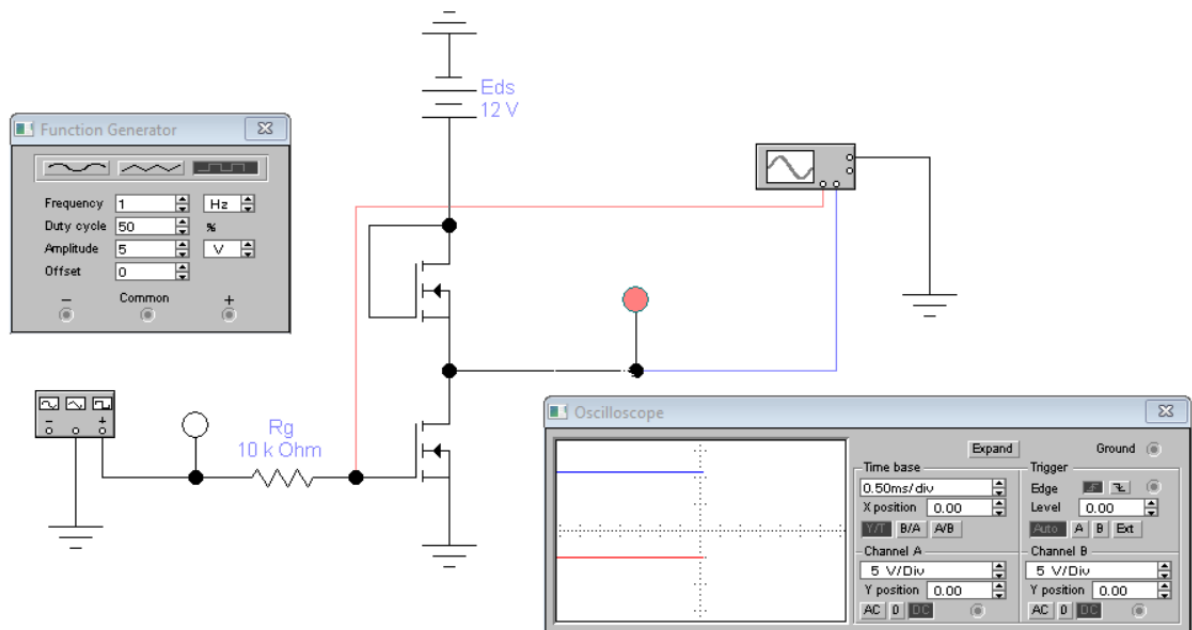 Eds
12 V
Function Generator
Frequency 1 Hz
Duty cycle 50 %
Amplitude 5 V
Offset 0
− Common +
− +
Rg
10 k Ohm
Oscilloscope
Expand Ground
Time base
0.50ms/div
X position 0.00
Y/T B/A A/B
Trigger
Edge
Level 0.00
Auto A B Ext
Channel A
5 V/Div
Y position 0.00
AC 0 DC
Channel B
5 V/Div
Y position 0.00
AC 0 DC